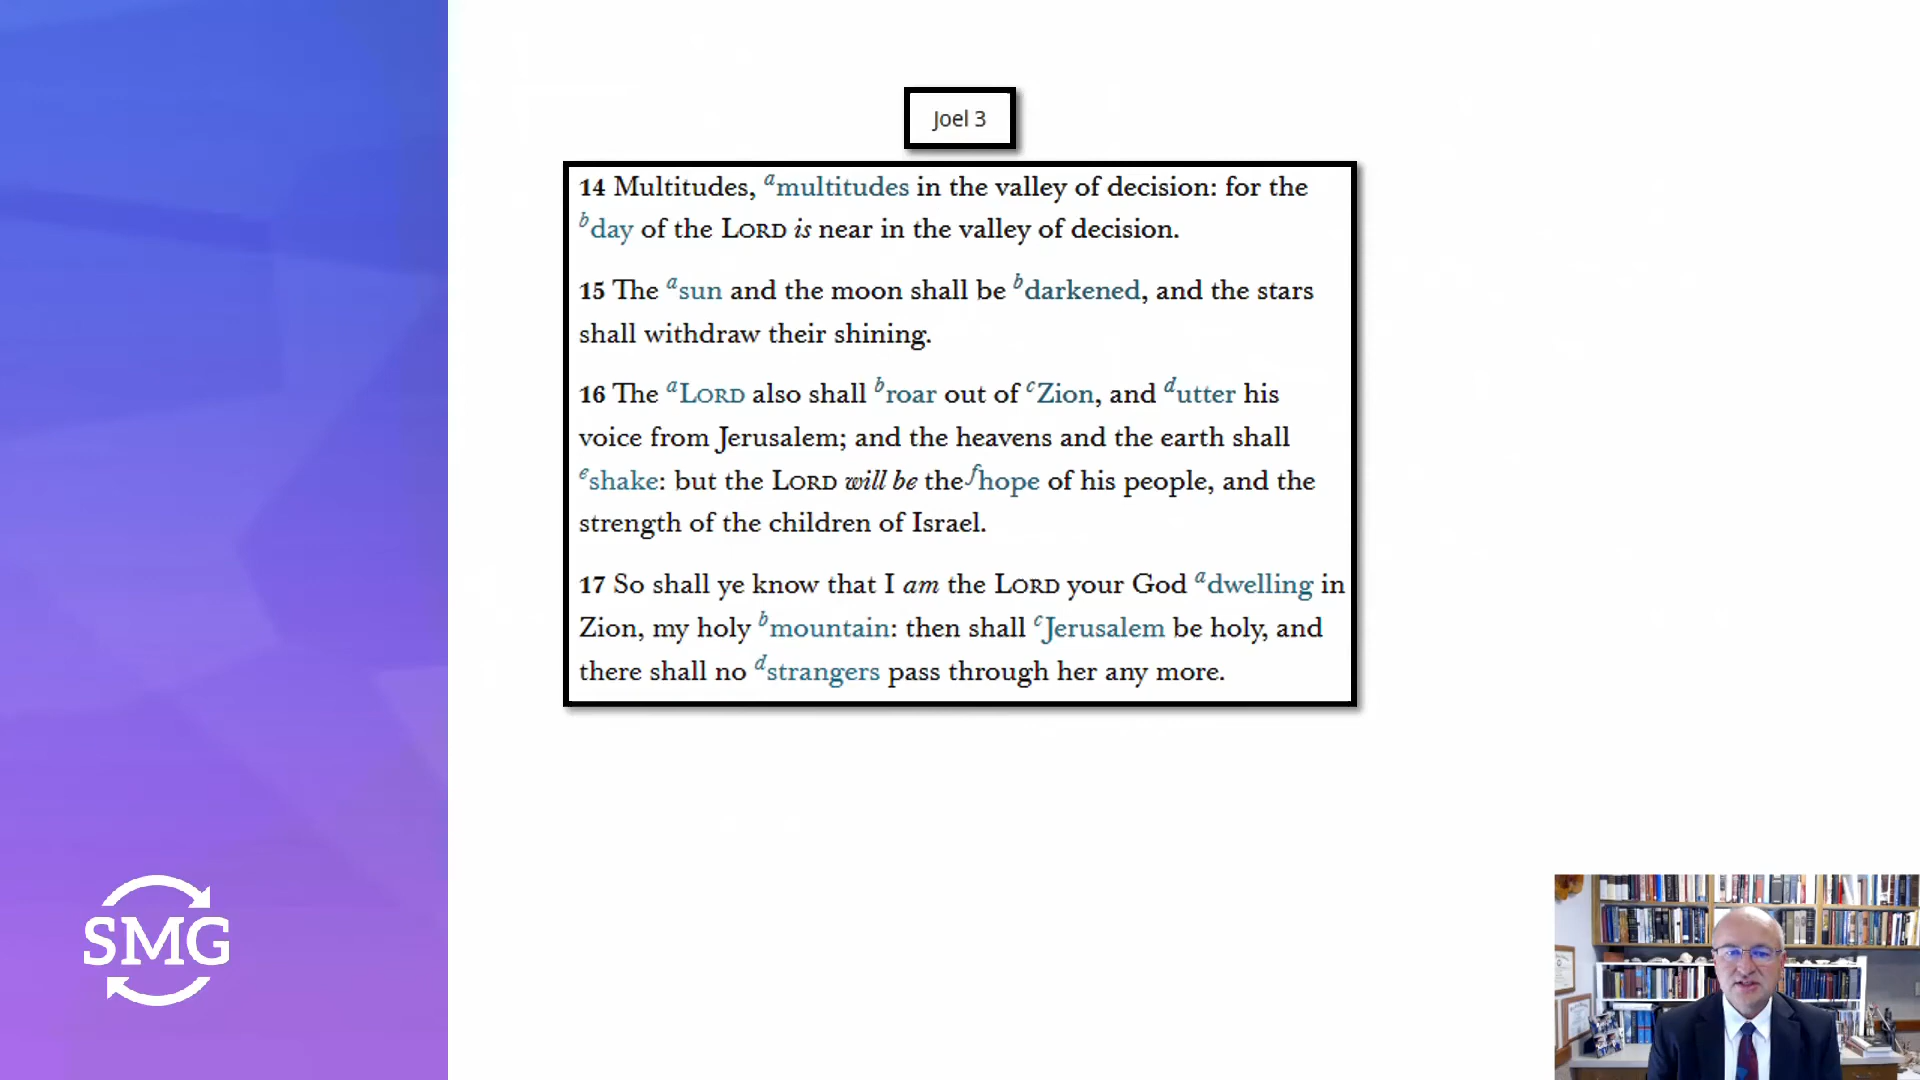 Joel 3
14 Multitudes, ᵃmultitudes in the valley of decision: for the
ᵇday of the LORD is near in the valley of decision.
15 The ᵃsun and the moon shall be ᵇdarkened, and the stars
shall withdraw their shining.
16 The ᵃLORD also shall ᵇroar out of ᶜZion, and ᵈutter his
voice from Jerusalem; and the heavens and the earth shall
ᵉshake: but the LORD will be the ᶠhope of his people, and the
strength of the children of Israel.
17 So shall ye know that I am the LORD your God ᵃdwelling in
Zion, my holy ᵇmountain: then shall ᶜJerusalem be holy, and
there shall no ᵈstrangers pass through her any more.
SMG